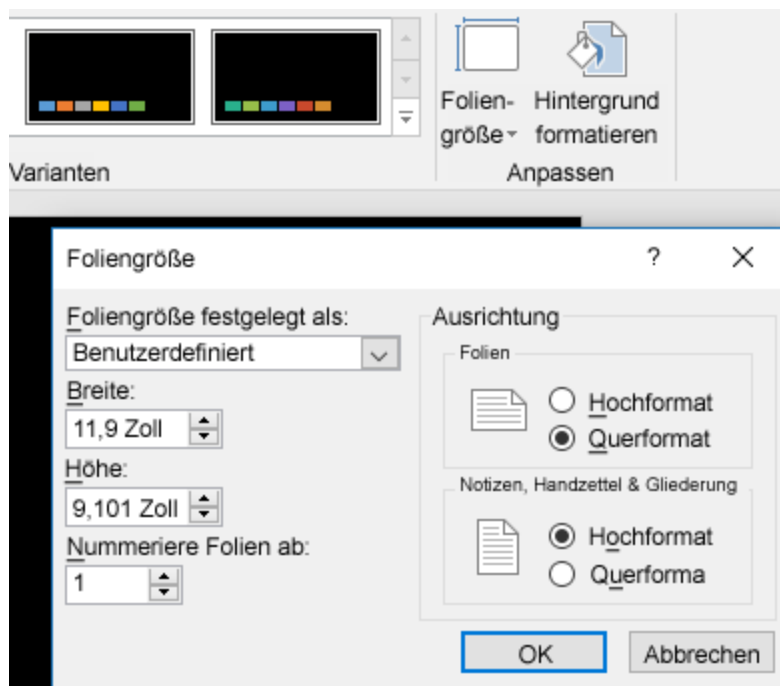 Folien-
größe
Hintergrund
formatieren
Varianten
Anpassen
Foliengröße
?
Foliengröße festgelegt als:
Benutzerdefiniert
Breite:
11,9 Zoll
Höhe:
9,101 Zoll
Nummeriere Folien ab:
1
Ausrichtung
Folien
Hochformat
Querformat
Notizen, Handzettel & Gliederung
Hochformat
Querforma
OK
Abbrechen